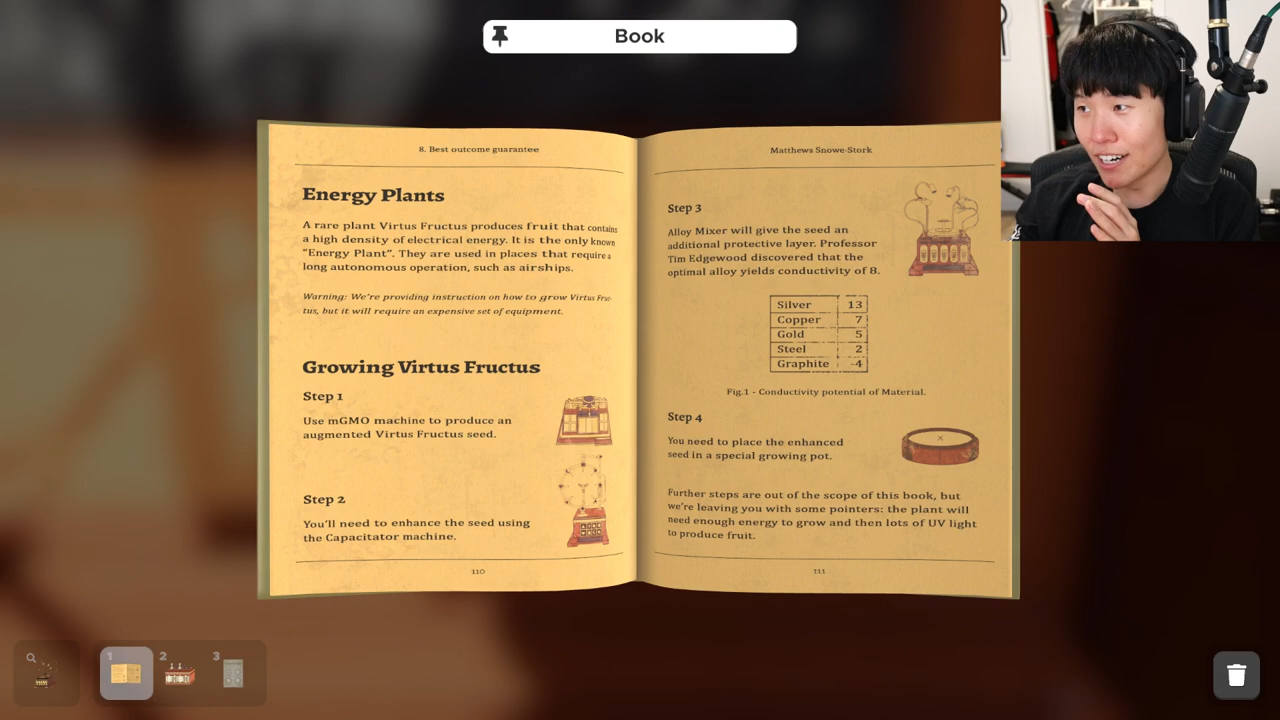 Book
8. Best outcome guarantee
Energy Plants
A rare plant Virtus Fructus produces fruit that contains
a high density of electrical energy. It is the only known
“Energy Plant”. They are used in places that require a
long autonomous operation, such as airships.
Warning: We're providing instruction on how to grow Virtus Fruc-
tus, but it will require an expensive set of equipment.
Growing Virtus Fructus
Step 1
Use mGMO machine to produce an
augmented Virtus Fructus seed.
Step 2
You'll need to enhance the seed using
the Capacitator machine.
110
Matthews Snowe-Stork
Step 3
Alloy Mixer will give the seed an
additional protective layer. Professor
Tim Edgewood discovered that the
optimal alloy yields conductivity of 8.
Silver 13
Copper 7
Gold 5
Steel 2
Graphite -4
Fig.1 - Conductivity potential of Material.
Step 4
You need to place the enhanced
seed in a special growing pot.
Further steps are out of the scope of this book, but
we're leaving you with some pointers: the plant will
need enough energy to grow and then lots of UV light
to produce fruit.
111
1 2 3